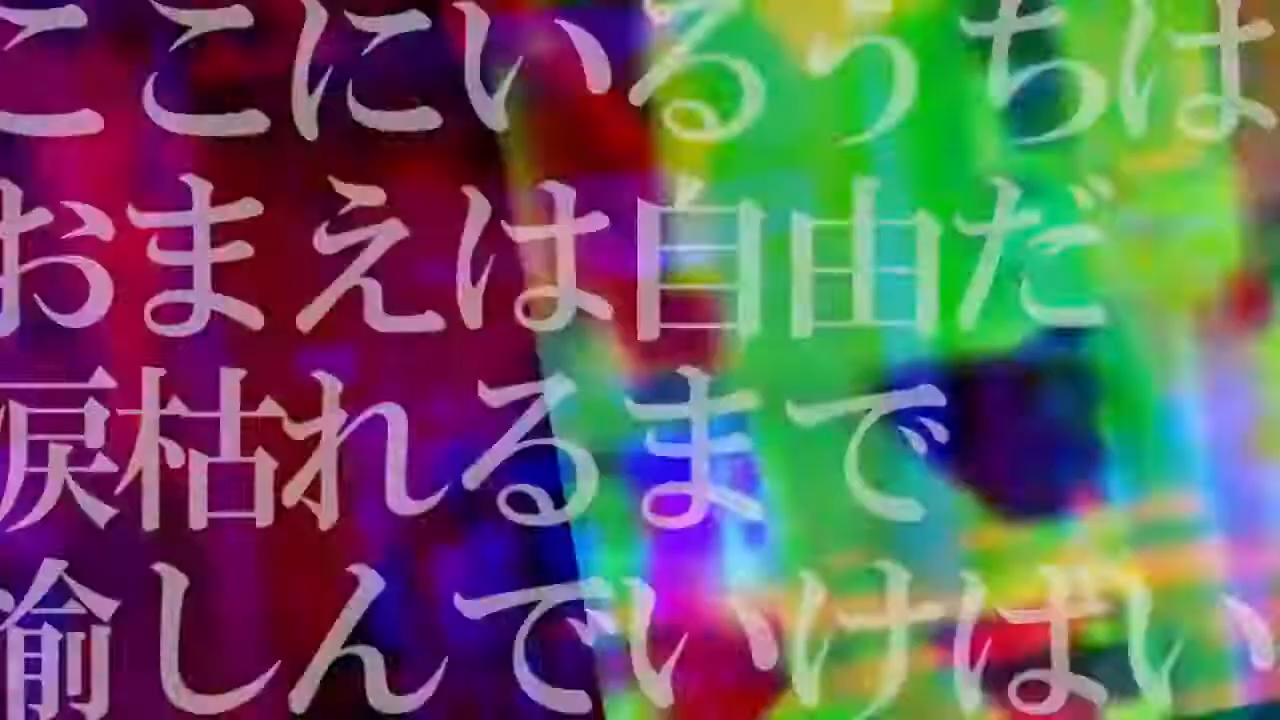 ここにいるうちは
おまえは自由だ
涙枯れるまで
愉しんでいけばい